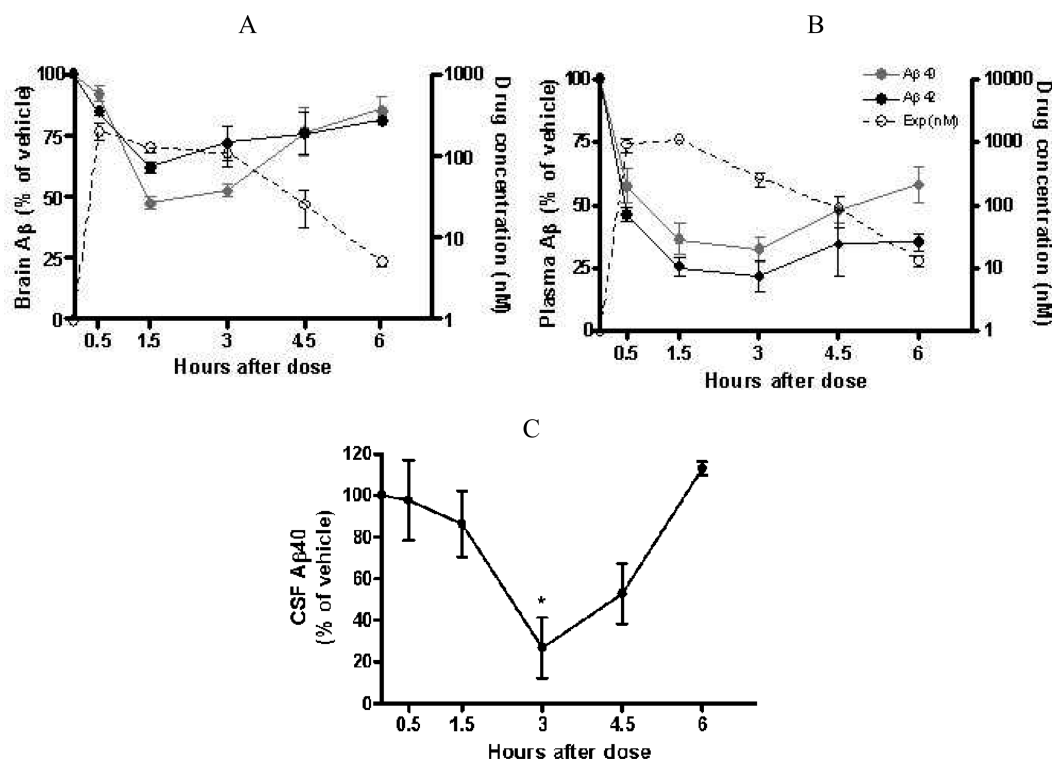 A
100
75
50
25
0
Brain Aβ (% of vehicle)
1000
100
10
1
Drug concentration (nM)
0.5 1.5 3 4.5 6
Hours after dose
B
100
75
50
25
0
Plasma Aβ (% of vehicle)
Aβ 40
Aβ 42
Exp (nM)
10000
1000
100
10
1
Drug concentration (nM)
0.5 1.5 3 4.5 6
Hours after dose
C
120
100
80
60
40
20
0
CSF Aβ40
(% of vehicle)
*
0.5 1.5 3 4.5 6
Hours after dose